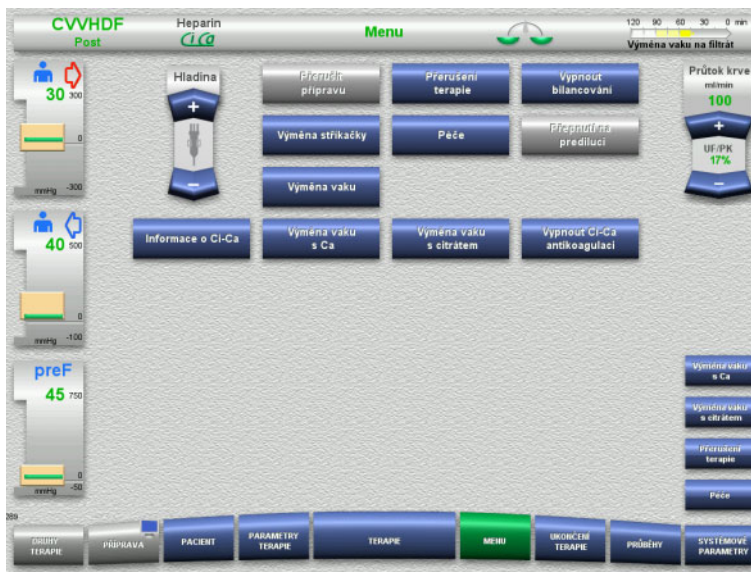 CVVHDF
Post
Heparin
CiCa
Menu
120 90 60 30 0 min
Výměna vaku na filtrát
30 300
0
mmHg -300
40 500
0
mmHg -100
preF
45 750
0
mmHg -50
Hladina
+
−
Přerušit
přípravu
Přerušení
terapie
Vypnout
bilancování
Výměna stříkačky
Péče
Přepnutí na
prediluci
Výměna vaku
Informace o Ci-Ca
Výměna vaku
s Ca
Výměna vaku
s citrátem
Vypnout Ci-Ca
antikoagulaci
Průtok krve
ml/min
100
+
UF/PK
17%
−
Výměna vaku
s Ca
Výměna vaku
s citrátem
Přerušení
terapie
Péče
DRUHY
TERAPIE
PŘÍPRAVA
PACIENT
PARAMETRY
TERAPIE
TERAPIE
MENU
UKONČENÍ
TERAPIE
PRŮBĚHY
SYSTÉMOVÉ
PARAMETRY